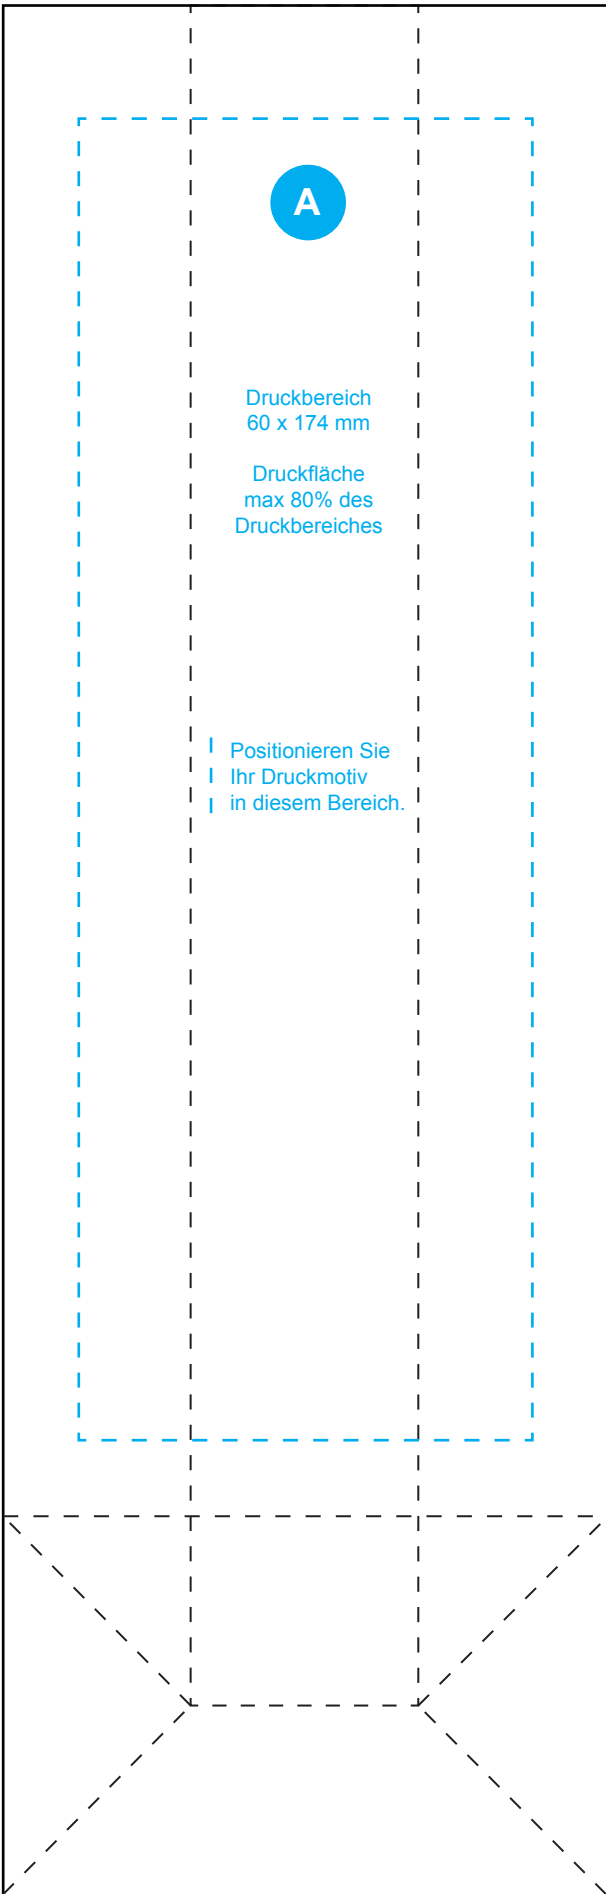 A
Druckbereich
60 x 174 mm
Druckfläche
max 80% des
Druckbereiches
Positionieren Sie
Ihr Druckmotiv
in diesem Bereich.